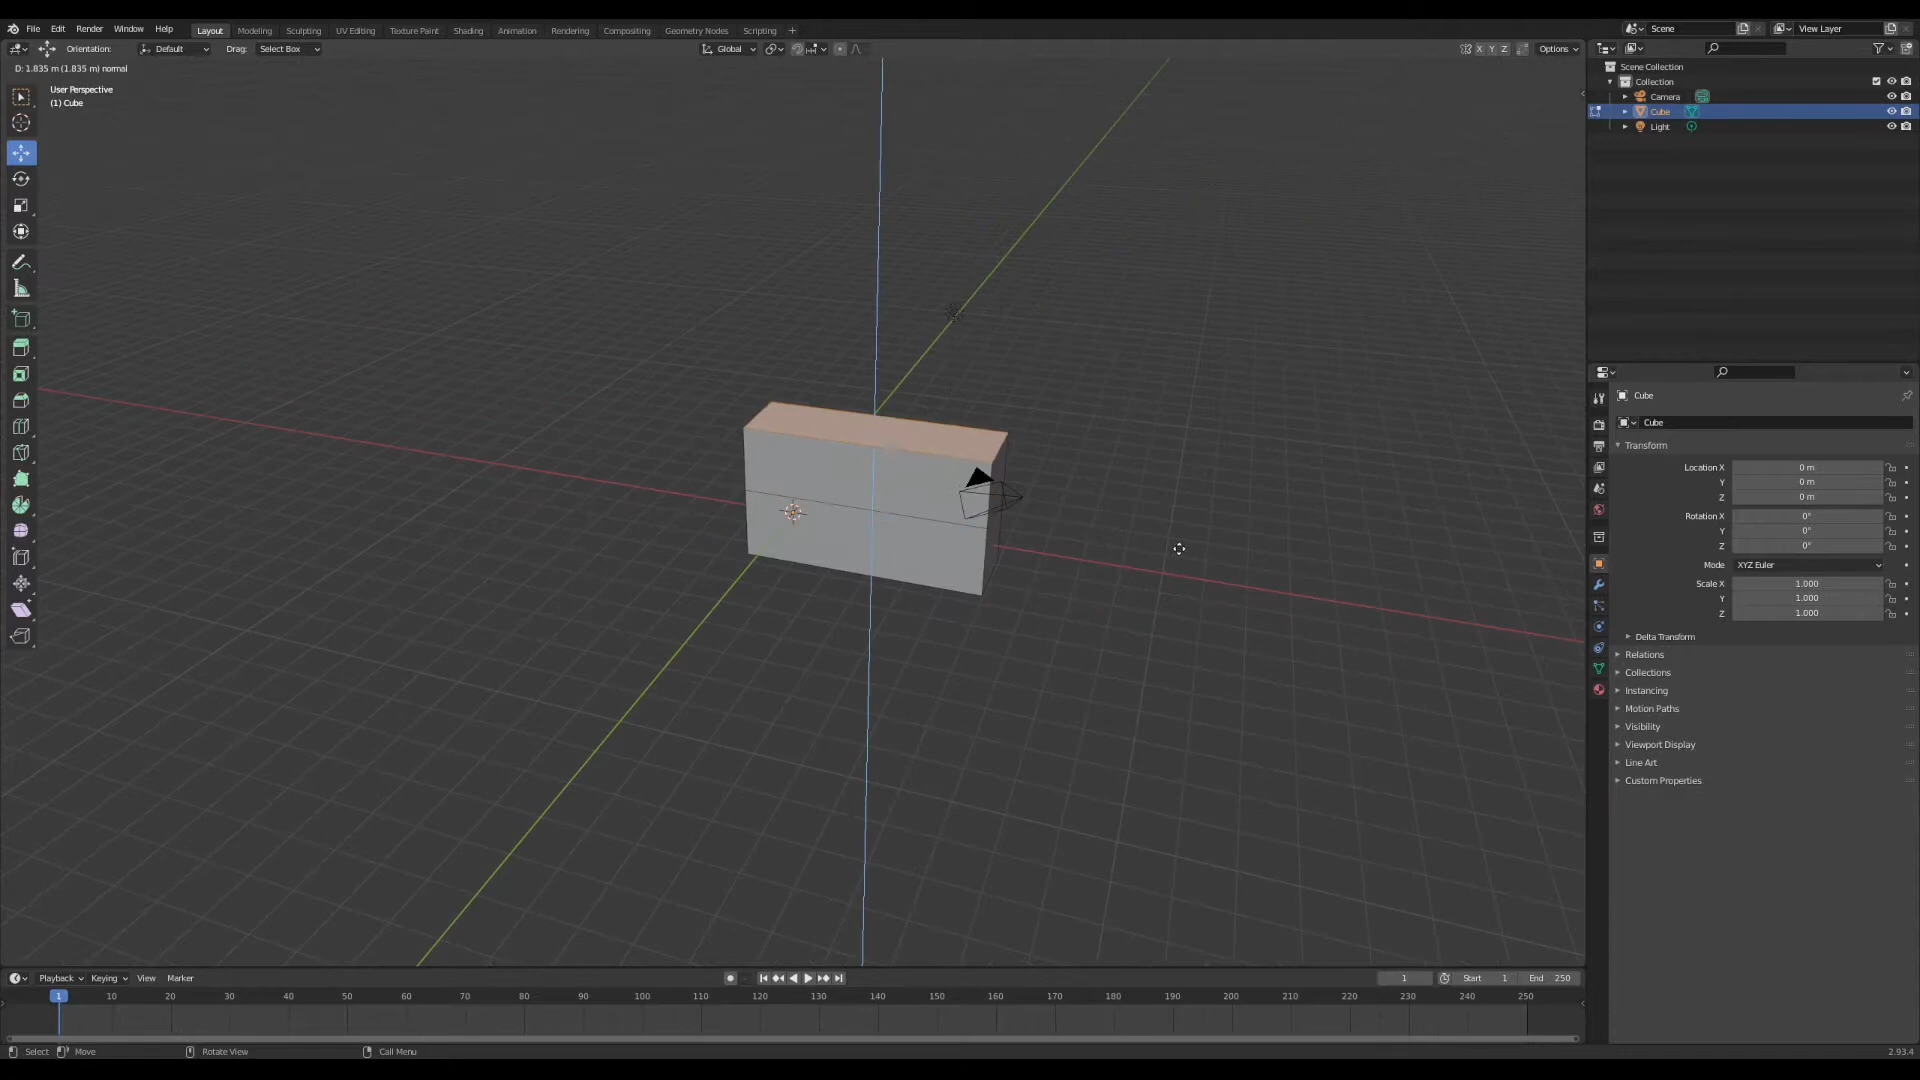 File Edit Render Window Help Layout Modeling Sculpting UV Editing Texture Paint Shading Animation Rendering Compositing Geometry Nodes Scripting + Scene View Layer
Orientation: Default Drag: Select Box Global X Y Z Options
D: 1.835 m (1.835 m) normal
User Perspective
(1) Cube
Scene Collection
Collection
Camera
Cube
Light
Cube
Cube
Transform
Location X 0 m
Y 0 m
Z 0 m
Rotation X 0°
Y 0°
Z 0°
Mode XYZ Euler
Scale X 1.000
Y 1.000
Z 1.000
Delta Transform
Relations
Collections
Instancing
Motion Paths
Visibility
Viewport Display
Line Art
Custom Properties
Playback Keying View Marker 1 Start 1 End 250
1 10 20 30 40 50 60 70 80 90 100 110 120 130 140 150 160 170 180 190 200 210 220 230 240 250
Select Move Rotate View Call Menu 2.93.4